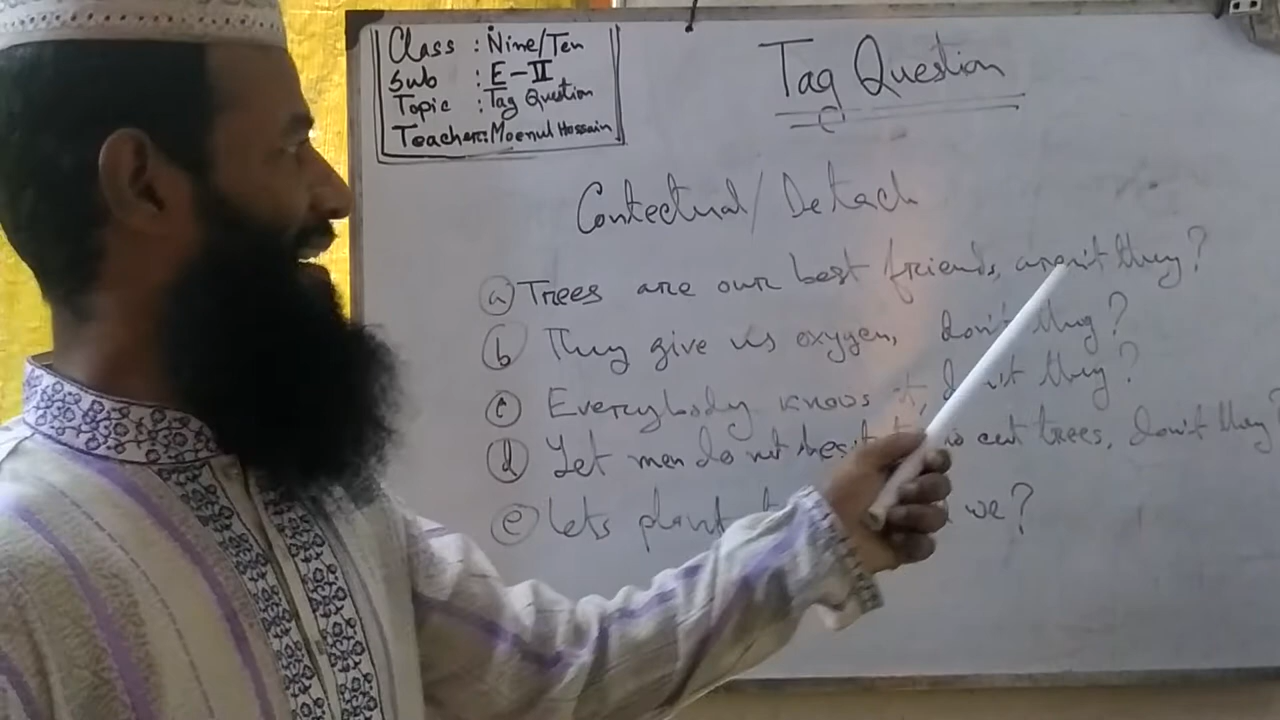 Class : Nine/Ten
Sub : E-II
Topic : Tag Question
Teacher: Moenul Hossain
Tag Question
Contectual/Detach
(a) Trees are our best friends, aren't they?
(b) They give us oxygen, don't they?
(c) Everybody knows it, don't they?
(d) Yet men do not cut trees, don't they?
(e) lets plant we?